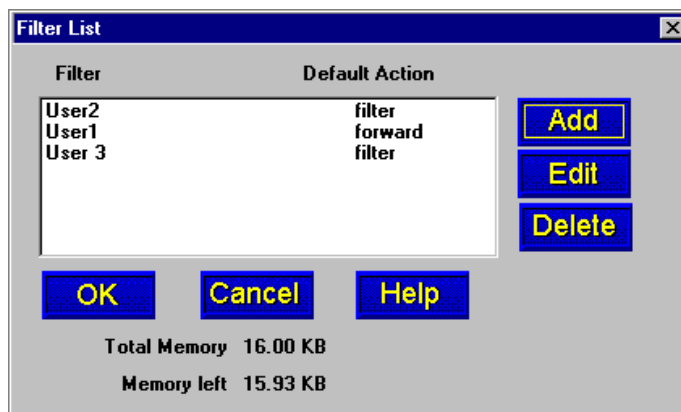 Filter List
Filter Default Action
User2 filter
User1 forward
User 3 filter
Add
Edit
Delete
OK Cancel Help
Total Memory 16.00 KB
Memory left 15.93 KB